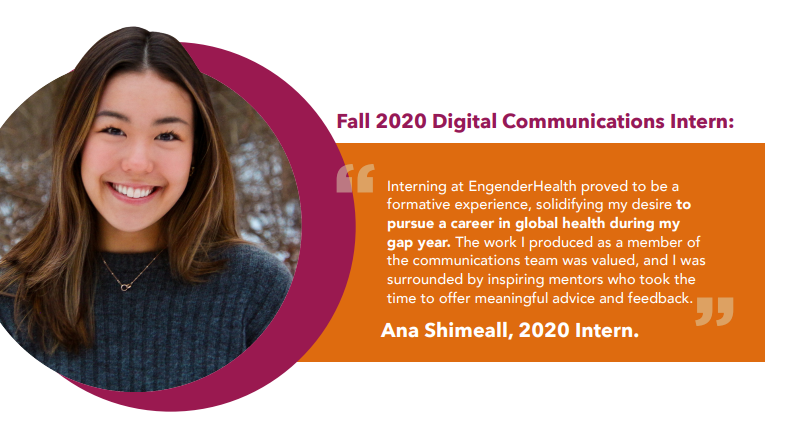 Fall 2020 Digital Communications Intern:
“
Interning at EngenderHealth proved to be a
formative experience, solidifying my desire to
pursue a career in global health during my
gap year. The work I produced as a member of
the communications team was valued, and I was
surrounded by inspiring mentors who took the
time to offer meaningful advice and feedback.
”
Ana Shimeall, 2020 Intern.